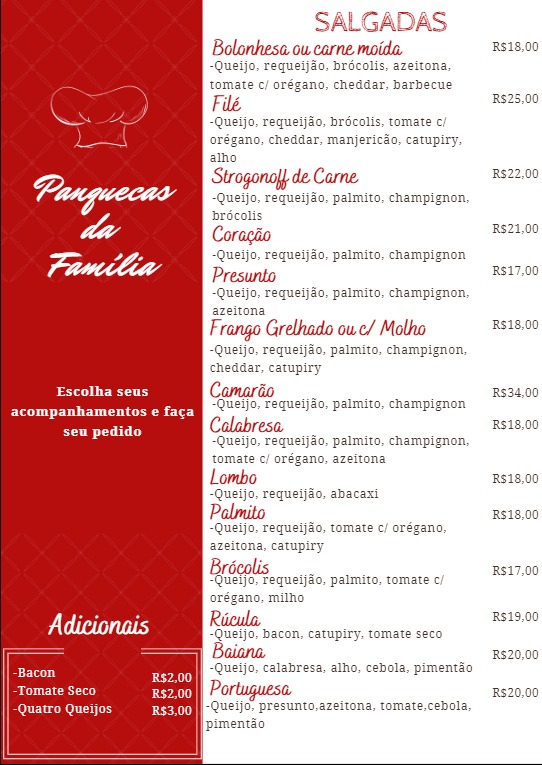 Panquecas
da
Família
Escolha seus
acompanhamentos e faça
seu pedido
Adicionais
-Bacon R$2,00
-Tomate Seco R$2,00
-Quatro Queijos R$3,00
SALGADAS
Bolonhesa ou carne moída R$18,00
-Queijo, requeijão, brócolis, azeitona,
tomate c/ orégano, cheddar, barbecue
Filé R$25,00
-Queijo, requeijão, brócolis, tomate c/
orégano, cheddar, manjericão, catupiry,
alho
Strogonoff de Carne R$22,00
-Queijo, requeijão, palmito, champignon,
brócolis
Coração R$21,00
-Queijo, requeijão, palmito, champignon
Presunto R$17,00
-Queijo, requeijão, palmito, champignon,
azeitona
Frango Grelhado ou c/ Molho R$18,00
-Queijo, requeijão, palmito, champignon,
cheddar, catupiry
Camarão R$34,00
-Queijo, requeijão, palmito, champignon
Calabresa R$18,00
-Queijo, requeijão, palmito, champignon,
tomate c/ orégano, azeitona
Lombo R$18,00
-Queijo, requeijão, abacaxi
Palmito R$18,00
-Queijo, requeijão, tomate c/ orégano,
azeitona, catupiry
Brócolis R$17,00
-Queijo, requeijão, palmito, tomate c/
orégano, milho
Rúcula R$19,00
-Queijo, bacon, catupiry, tomate seco
Baiana R$20,00
-Queijo, calabresa, alho, cebola, pimentão
Portuguesa R$20,00
-Queijo, presunto,azeitona, tomate,cebola,
pimentão